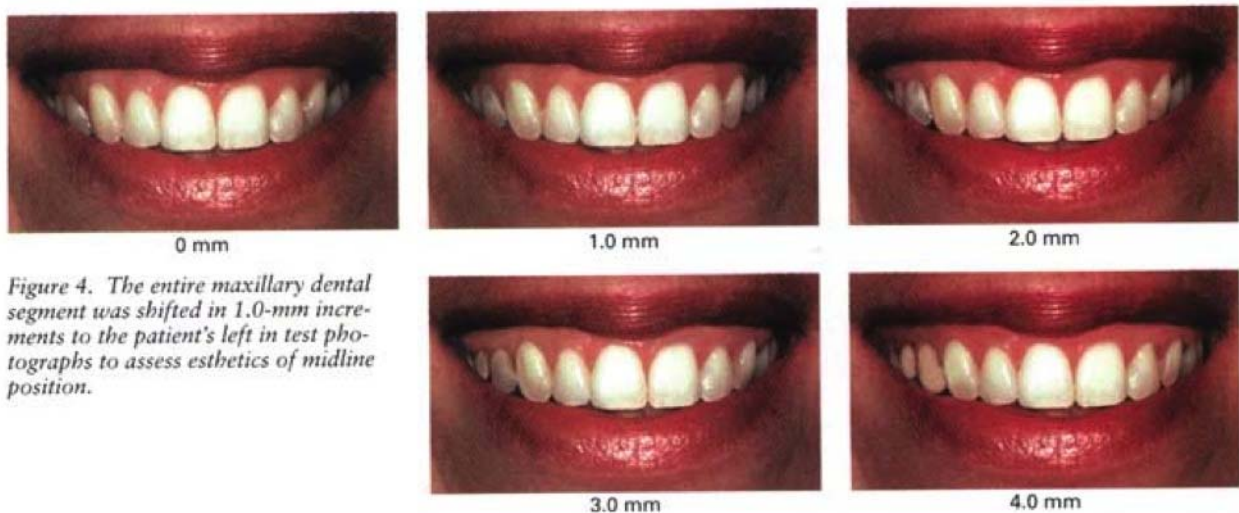 0 mm
1.0 mm
2.0 mm
Figure 4. The entire maxillary dental
segment was shifted in 1.0-mm incre-
ments to the patient's left in test pho-
tographs to assess esthetics of midline
position.
3.0 mm
4.0 mm